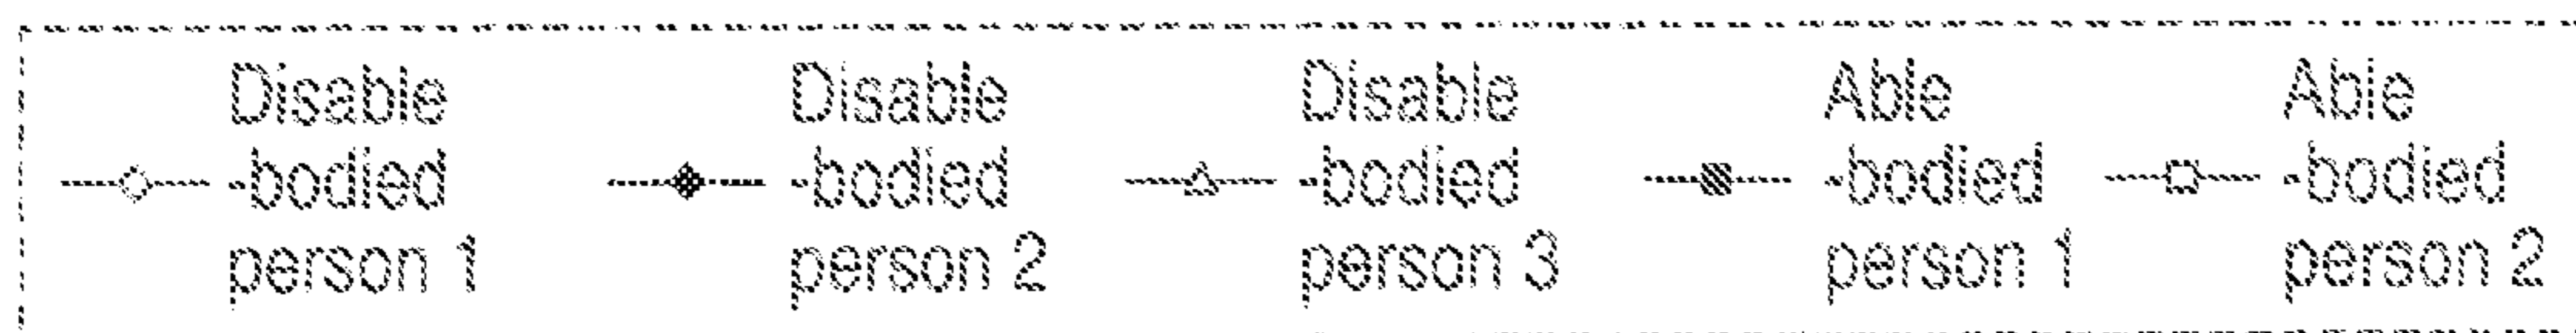 Disable
-bodied
person 1
Disable
-bodied
person 2
Disable
-bodied
person 3
Able
-bodied
person 1
Able
-bodied
person 2